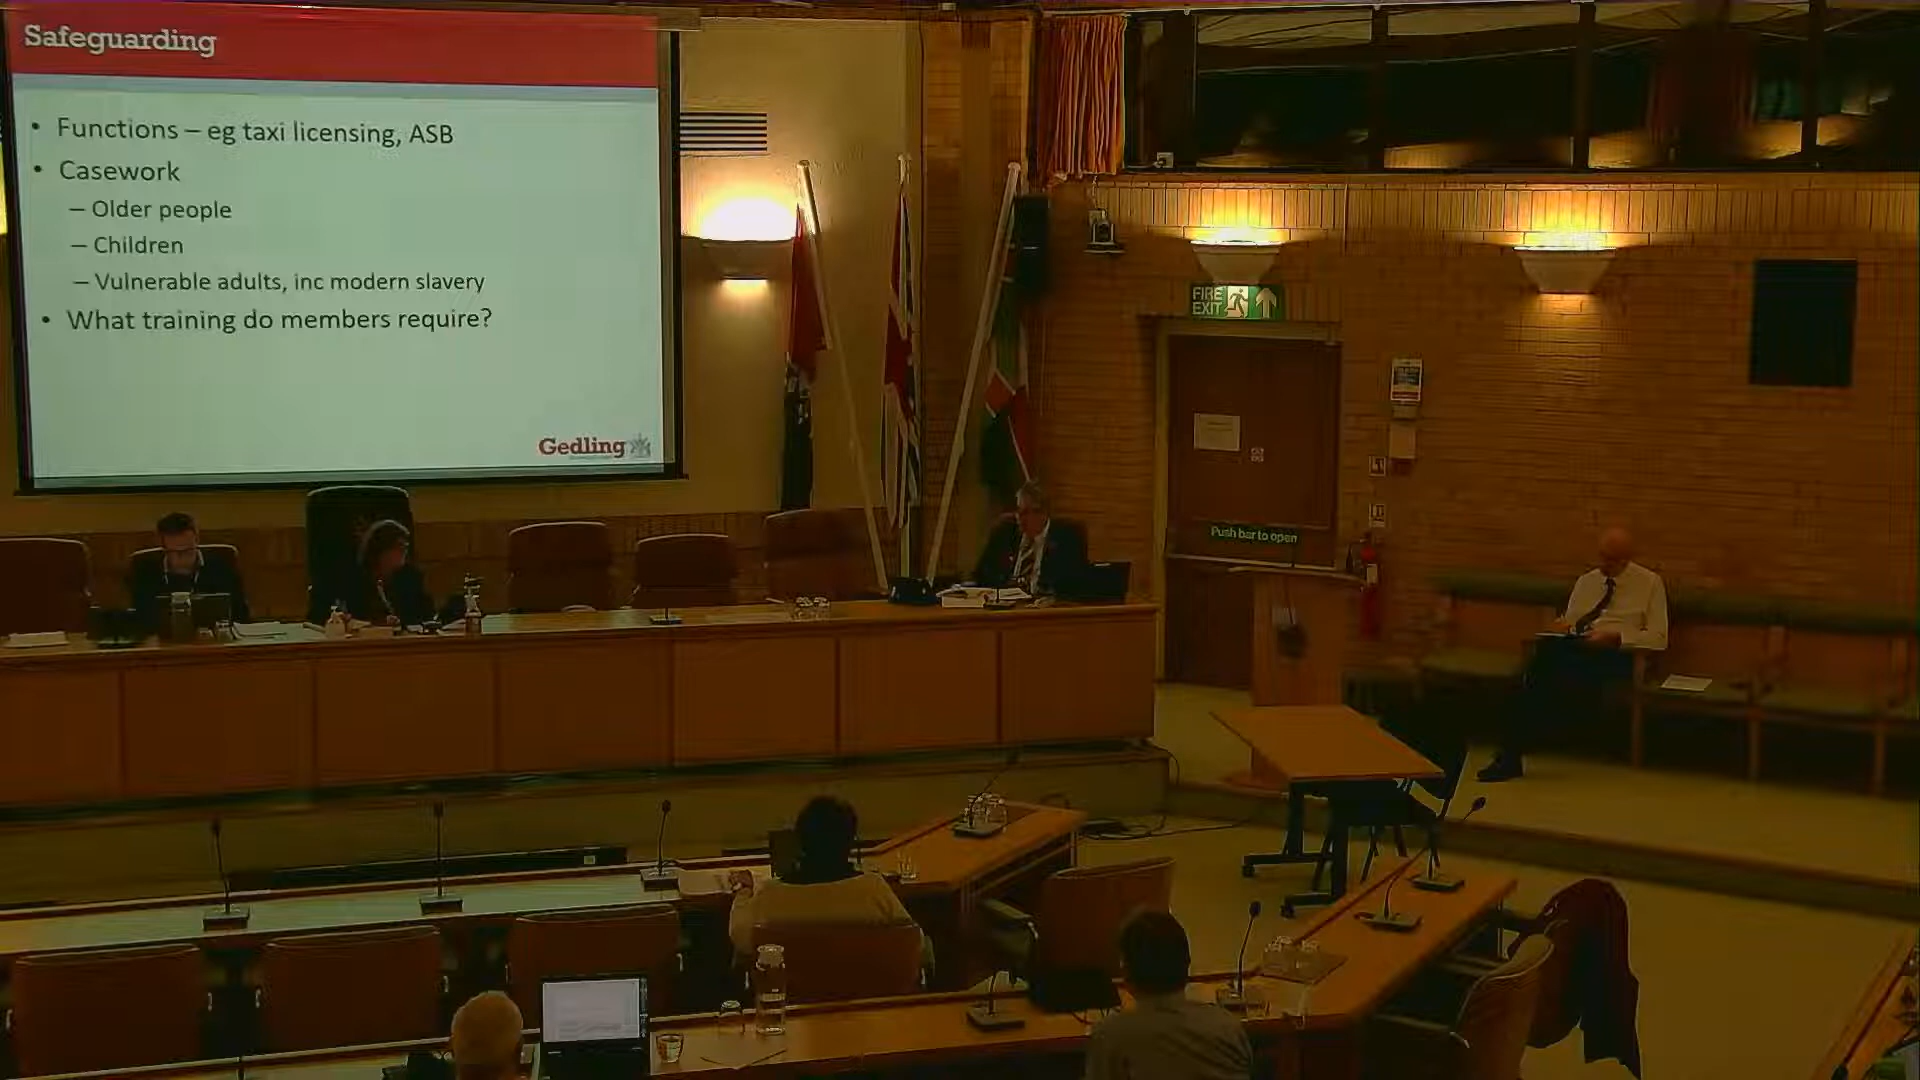 Safeguarding
• Functions – eg taxi licensing, ASB
• Casework
– Older people
– Children
– Vulnerable adults, inc modern slavery
• What training do members require?
Gedling
FIRE
EXIT
Push bar to open